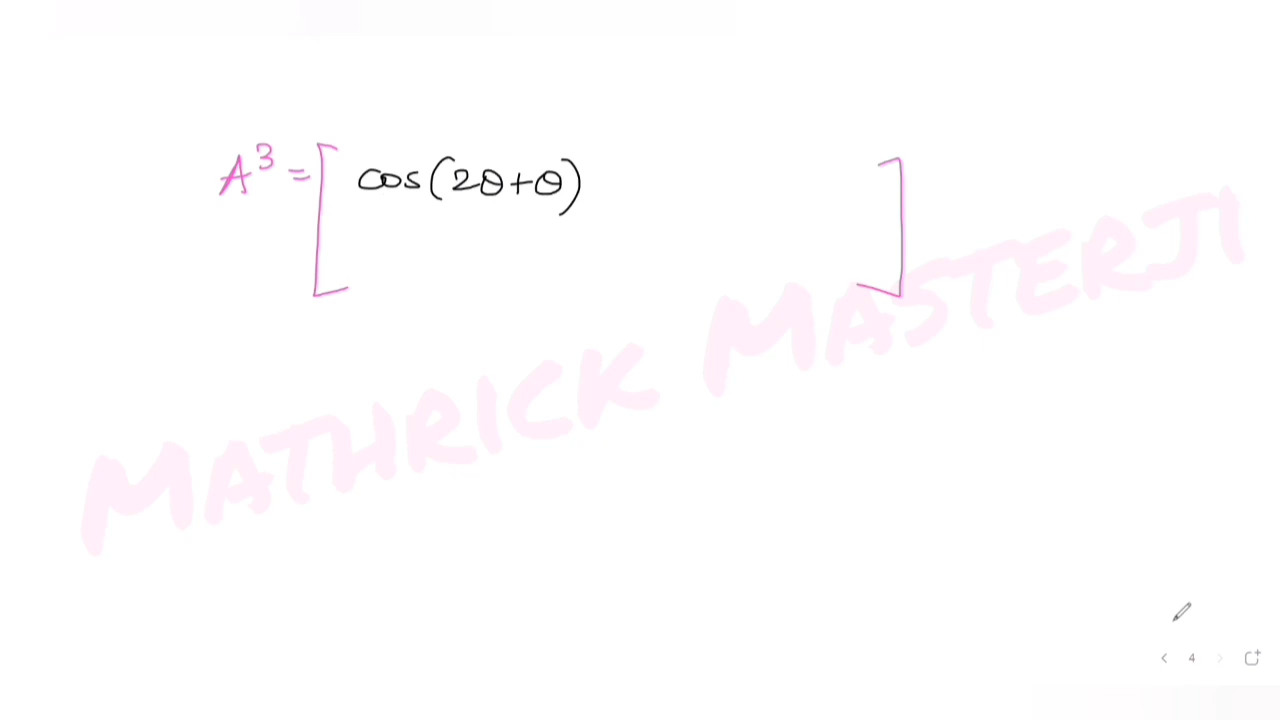 A³ = [ cos(2θ+θ) ]
MATHRICK MASTERJI
4